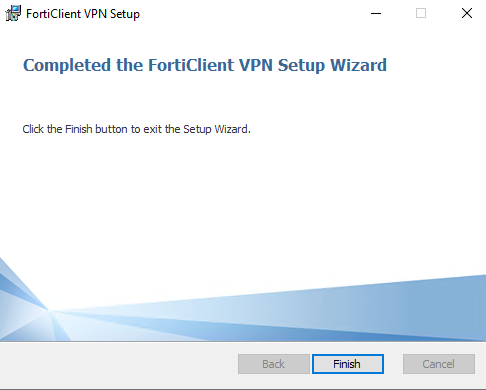 FortiClient VPN Setup
Completed the FortiClient VPN Setup Wizard
Click the Finish button to exit the Setup Wizard.
Back Finish Cancel